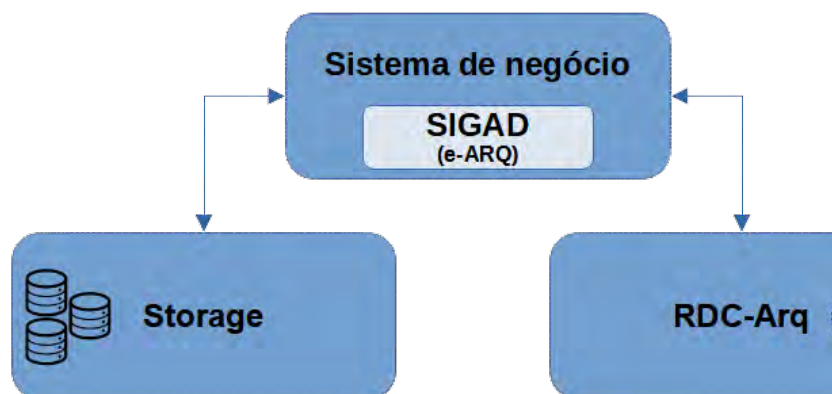 Sistema de negócio
SIGAD
(e-ARQ)
Storage
RDC-Arq